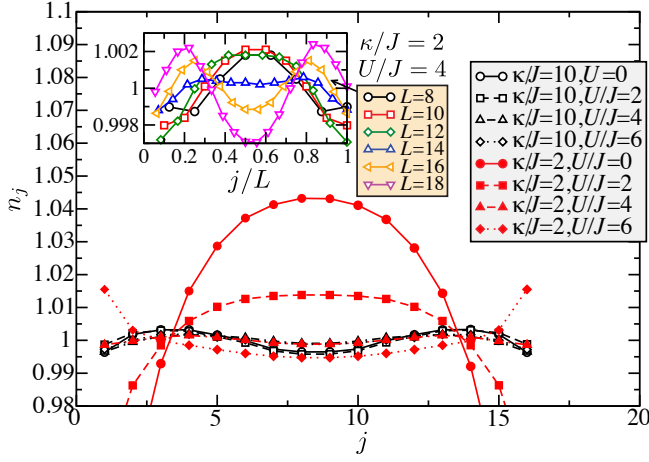 1.1
1.09
1.08
1.07
1.06
1.05
1.04
1.03
1.02
1.01
1
0.99
0.98
n_j
0
5
10
15
20
j
1.002
1
0.998
0
0.2
0.4
0.6
0.8
1
j/L
κ/J = 2
U/J = 4
L=8
L=10
L=12
L=14
L=16
L=18
κ/J=10,U=0
κ/J=10,U/J=2
κ/J=10,U/J=4
κ/J=10,U/J=6
κ/J=2,U/J=0
κ/J=2,U/J=2
κ/J=2,U/J=4
κ/J=2,U/J=6